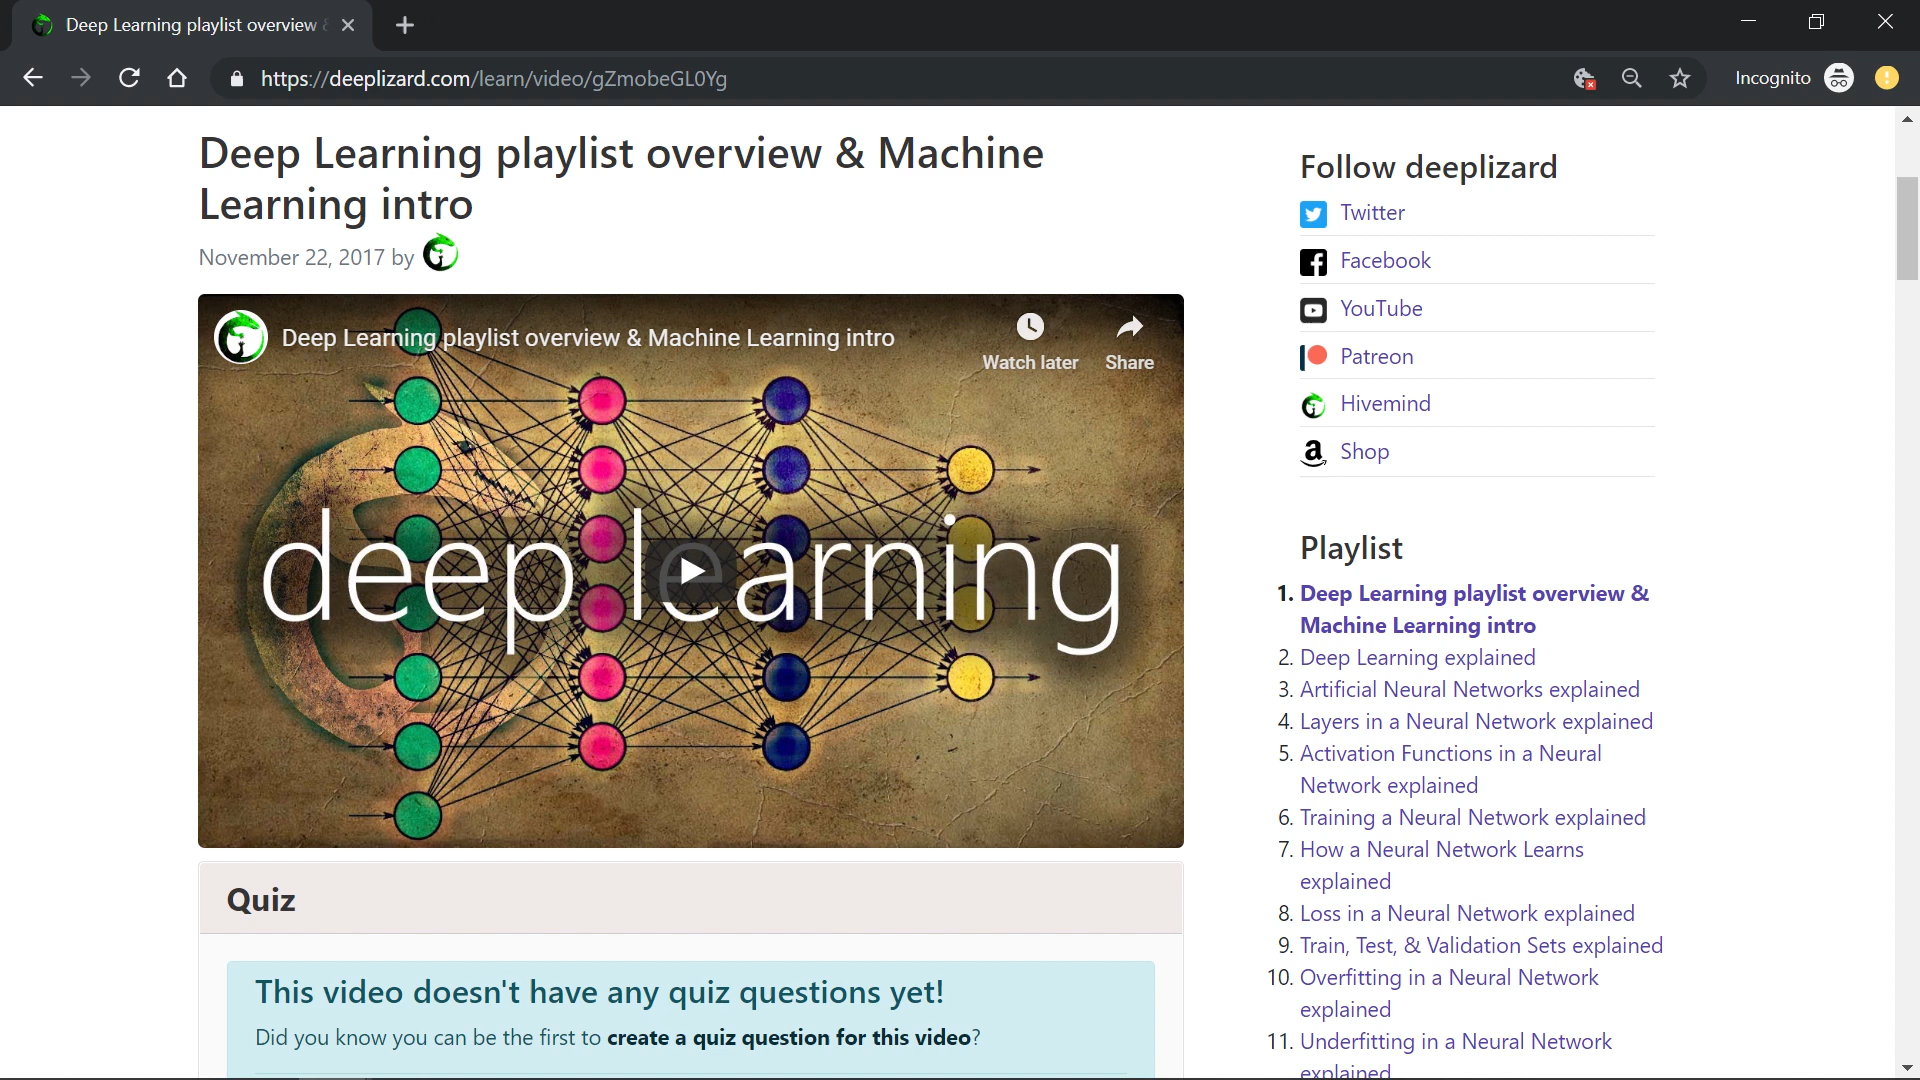 Deep Learning playlist overview &
Incognito
https://deeplizard.com/learn/video/gZmobeGL0Yg
Deep Learning playlist overview & Machine
Learning intro
November 22, 2017 by
Deep Learning playlist overview & Machine Learning intro
Watch later
Share
deep learning
Quiz
This video doesn't have any quiz questions yet!
Did you know you can be the first to create a quiz question for this video?
Follow deeplizard
Twitter
Facebook
YouTube
Patreon
Hivemind
Shop
Playlist
1. Deep Learning playlist overview &
Machine Learning intro
2. Deep Learning explained
3. Artificial Neural Networks explained
4. Layers in a Neural Network explained
5. Activation Functions in a Neural
Network explained
6. Training a Neural Network explained
7. How a Neural Network Learns
explained
8. Loss in a Neural Network explained
9. Train, Test, & Validation Sets explained
10. Overfitting in a Neural Network
explained
11. Underfitting in a Neural Network
explained